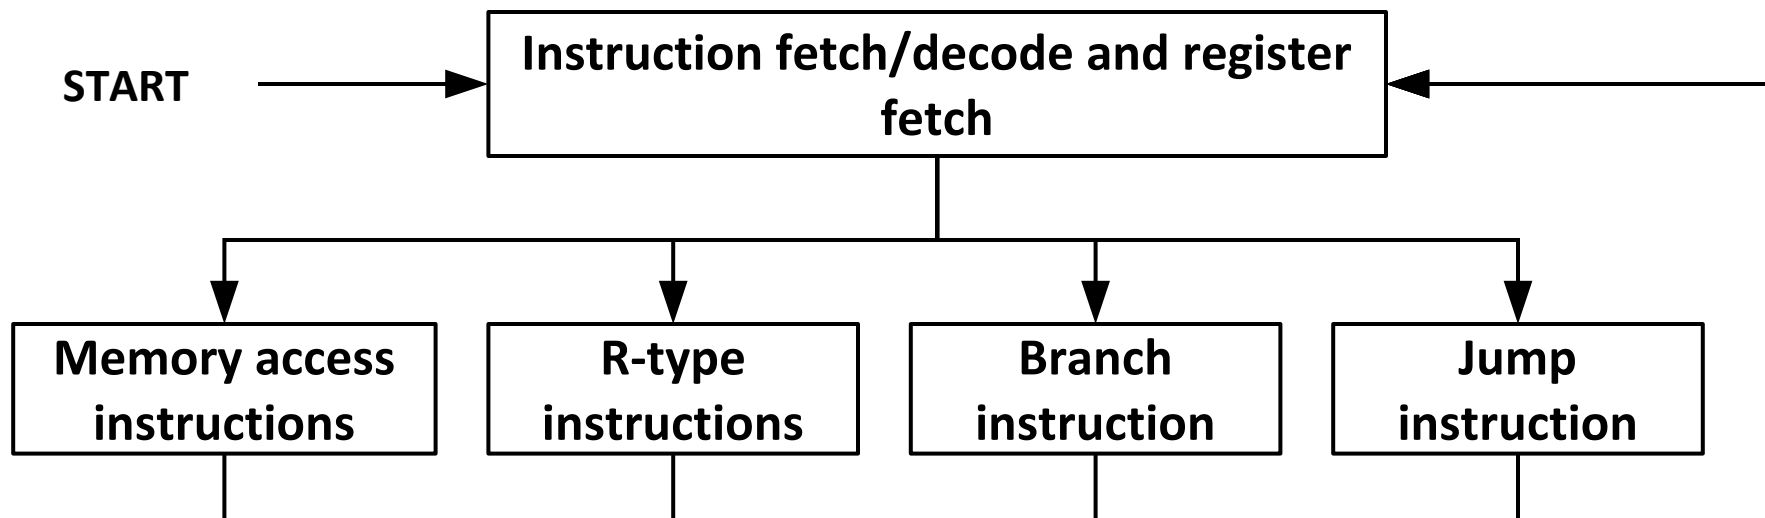 Instruction fetch/decode and register
fetch
START
Memory access
instructions
R-type
instructions
Branch
instruction
Jump
instruction